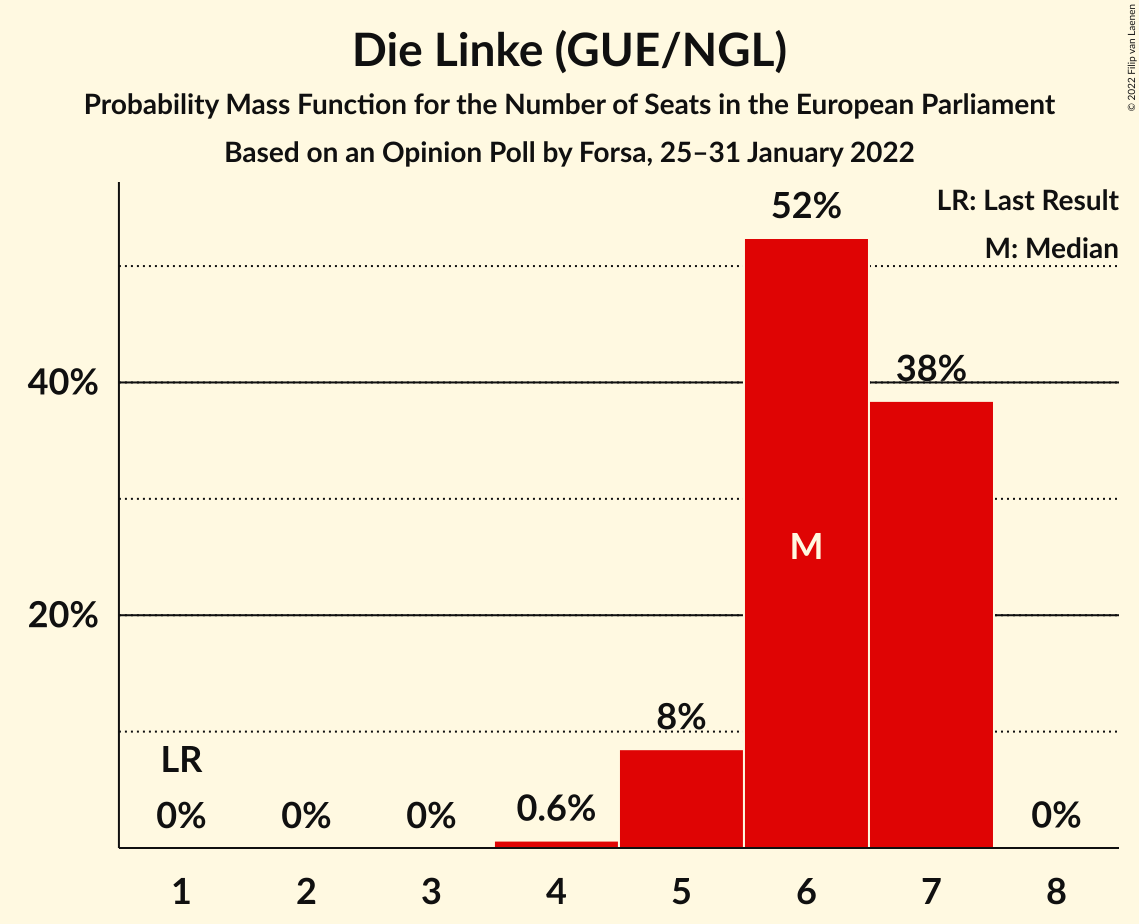 Die Linke (GUE/NGL)
Probability Mass Function for the Number of Seats in the European Parliament
Based on an Opinion Poll by Forsa, 25–31 January 2022
© 2022 Filip van Laenen
LR: Last Result
M: Median
52%
38%
40%
M
20%
8%
LR
0%
0%
0%
0.6%
0%
1 2 3 4 5 6 7 8